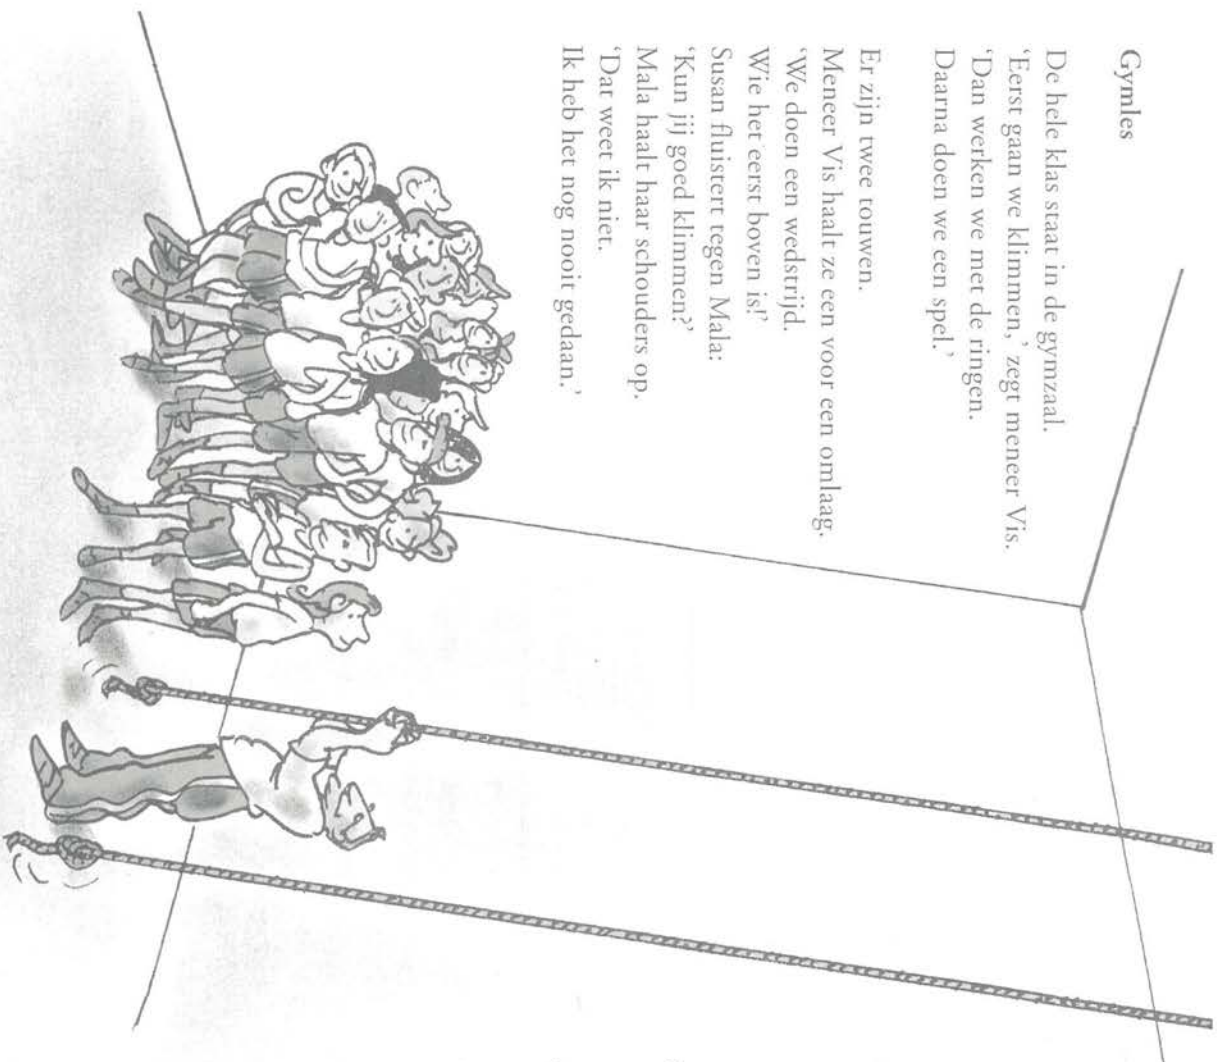 Gymles
De hele klas staat in de gymzaal.
‘Eerst gaan we klimmen,’ zegt meneer Vis.
‘Dan werken we met de ringen.
Daarna doen we een spel.’
Er zijn twee touwen.
Meneer Vis haalt ze een voor een omlaag.
‘We doen een wedstrijd.
Wie het eerst boven is!’
Susan fluistert tegen Mala:
‘Kun jij goed klimmen?’
Mala haalt haar schouders op.
‘Dat weet ik niet.
Ik heb het nog nooit gedaan.’